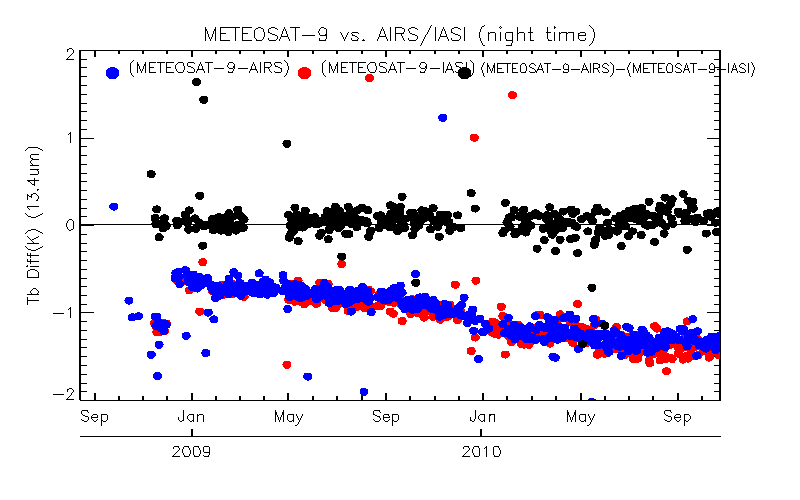 METEOSAT-9 vs. AIRS/IASI (night time)
(METEOSAT-9-AIRS) (METEOSAT-9-IASI) (METEOSAT-9-AIRS)-(METEOSAT-9-IASI)
Tb Diff(K) (13.4um)
2
1
0
-1
-2
Sep Jan May Sep Jan May Sep
2009 2010